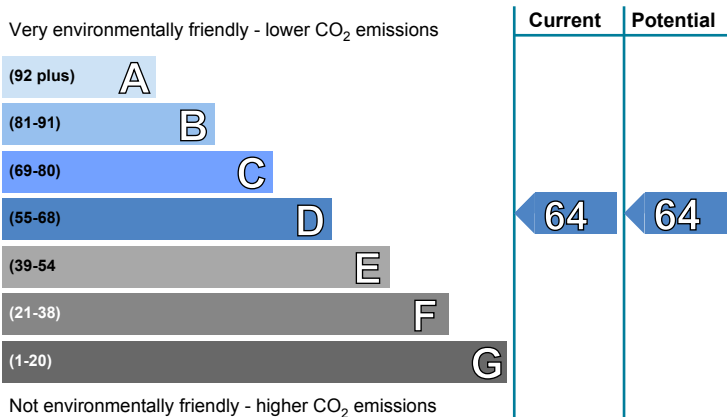 Very environmentally friendly - lower CO2 emissions
Current
Potential
(92 plus) A
(81-91) B
(69-80) C
(55-68) D
64
64
(39-54 E
(21-38) F
(1-20) G
Not environmentally friendly - higher CO2 emissions